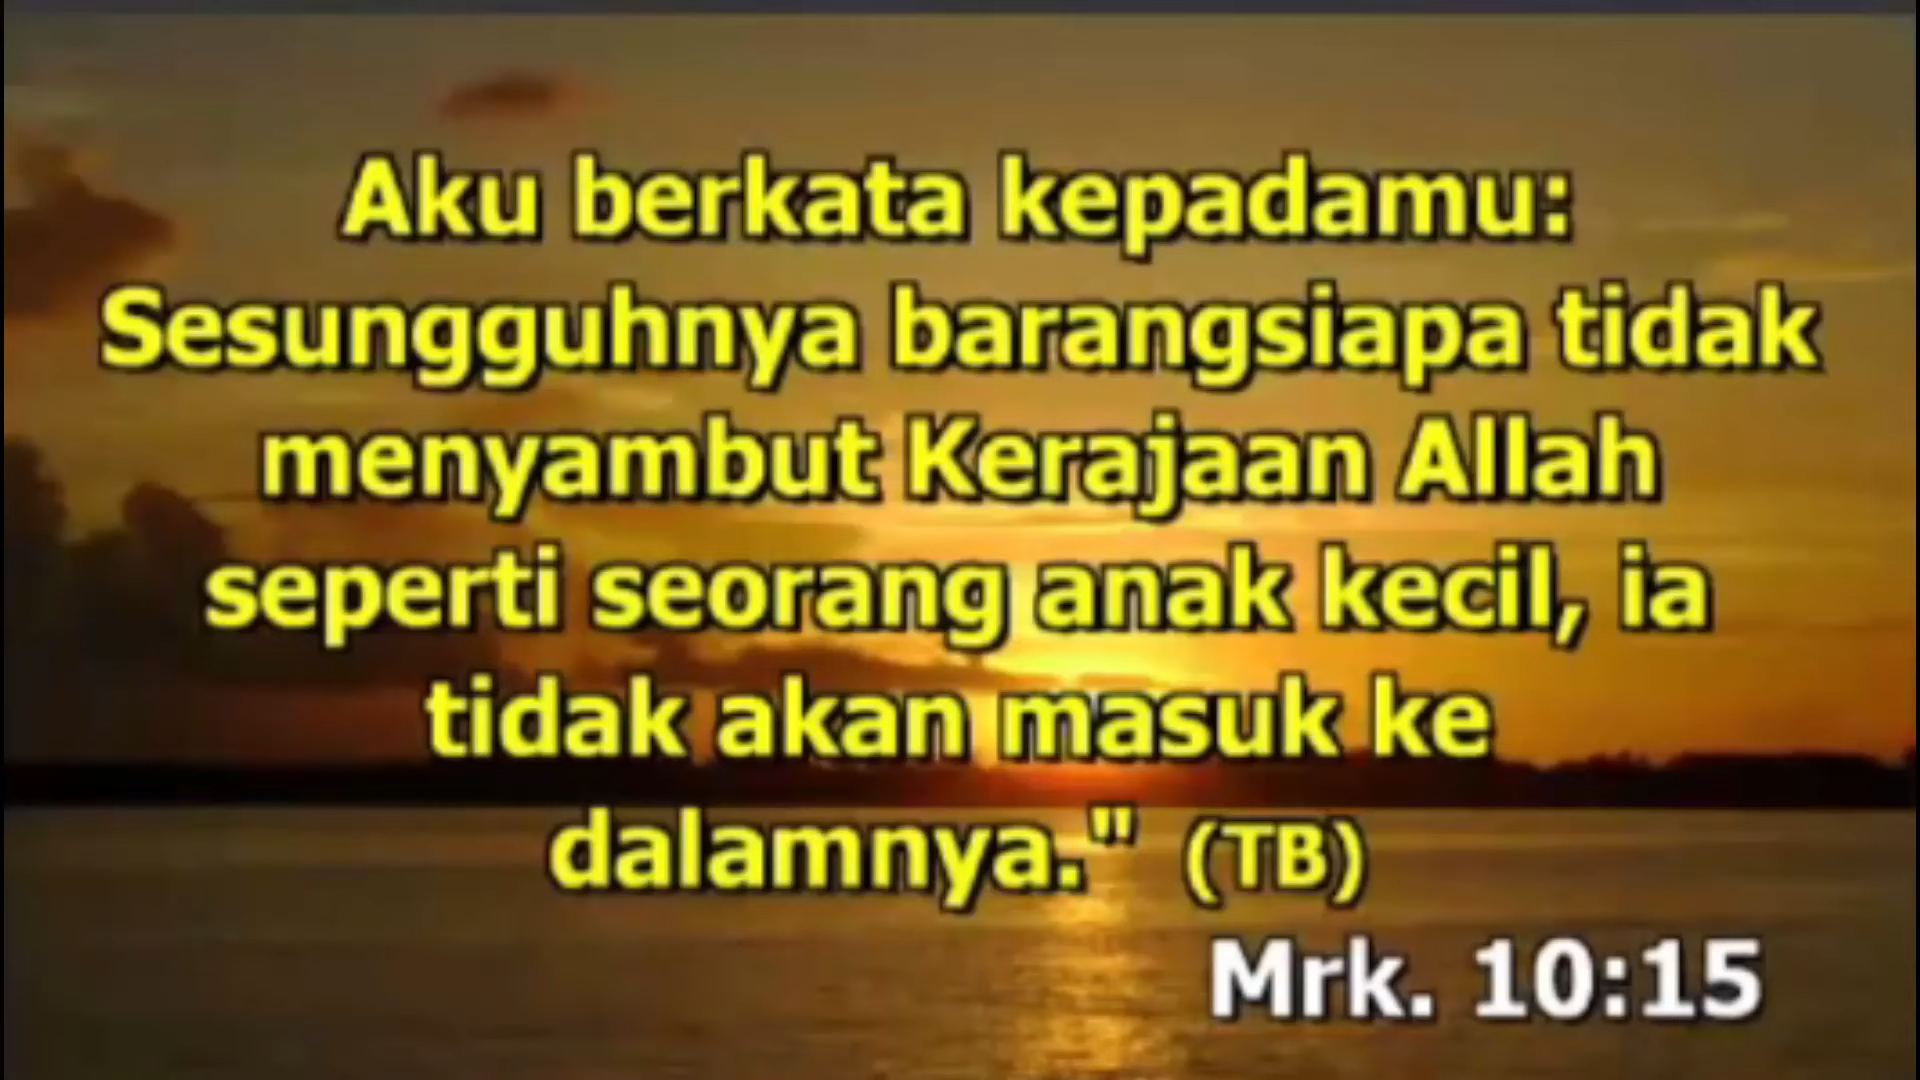 Aku berkata kepadamu:
Sesungguhnya barangsiapa tidak
menyambut Kerajaan Allah
seperti seorang anak kecil, ia
tidak akan masuk ke
dalamnya." (TB)
Mrk. 10:15